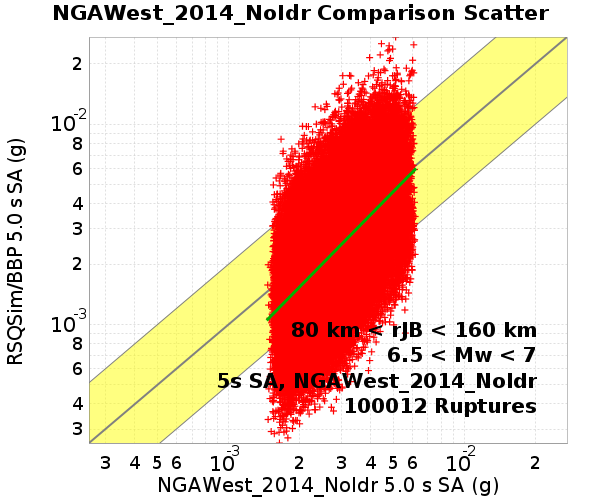 NGAWest_2014_NoIdr Comparison Scatter
RSQSim/BBP 5.0 s SA (g)
2
10-2
8
6
4
3
2
10-3
8
6
4
3
80 km < rJB < 160 km
6.5 < Mw < 7
5s SA, NGAWest_2014_NoIdr
100012 Ruptures
3 4 5 6 10-3 2 3 4 5 6 10-2 2
NGAWest_2014_NoIdr 5.0 s SA (g)